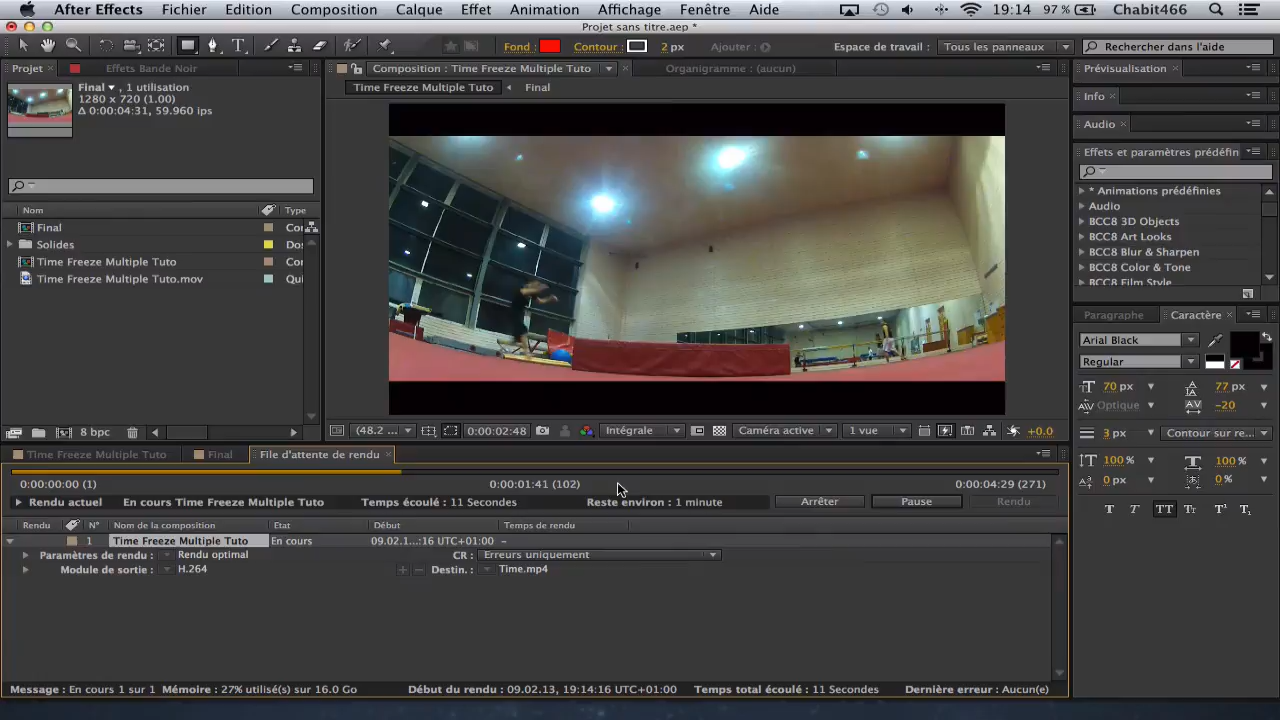 After Effects Fichier Edition Composition Calque Effet Animation Affichage Fenêtre Aide 19:14 97 % Chabit466
Projet sans titre.aep *
Fond : Contour : 2 px Ajouter : Espace de travail : Tous les panneaux Rechercher dans l'aide
Projet Effets Bande Noir Composition : Time Freeze Multiple Tuto Organigramme : (aucun) Prévisualisation
Time Freeze Multiple Tuto Final
Final , 1 utilisation
1280 x 720 (1.00)
Δ 0:00:04:31, 59.960 ips
Info
Audio
Effets et paramètres prédéfin
* Animations prédéfinies
Audio
BCC8 3D Objects
BCC8 Art Looks
BCC8 Blur & Sharpen
BCC8 Color & Tone
BCC8 Film Style
Nom Type
Final Cor
Solides Dos
Time Freeze Multiple Tuto Cor
Time Freeze Multiple Tuto.mov Qui
Paragraphe Caractère
Arial Black
Regular
70 px 77 px
Optique -20
3 px Contour sur re...
100 % 100 %
0 px 0 %
T T TT Tt T¹ T₁
8 bpc
(48.2 ... 0:00:02:48 Intégrale Caméra active 1 vue +0.0
Time Freeze Multiple Tuto Final File d'attente de rendu
0:00:00:00 (1) 0:00:01:41 (102) 0:00:04:29 (271)
Rendu actuel En cours Time Freeze Multiple Tuto Temps écoulé : 11 Secondes Reste environ : 1 minute Arrêter Pause Rendu
Rendu N° Nom de la composition Etat Début Temps de rendu
1 Time Freeze Multiple Tuto En cours 09.02.1...:16 UTC+01:00 –
Paramètres de rendu : Rendu optimal CR : Erreurs uniquement
Module de sortie : H.264 Destin. : Time.mp4
Message : En cours 1 sur 1 Mémoire : 27% utilisé(s) sur 16.0 Go Début du rendu : 09.02.13, 19:14:16 UTC+01:00 Temps total écoulé : 11 Secondes Dernière erreur : Aucun(e)